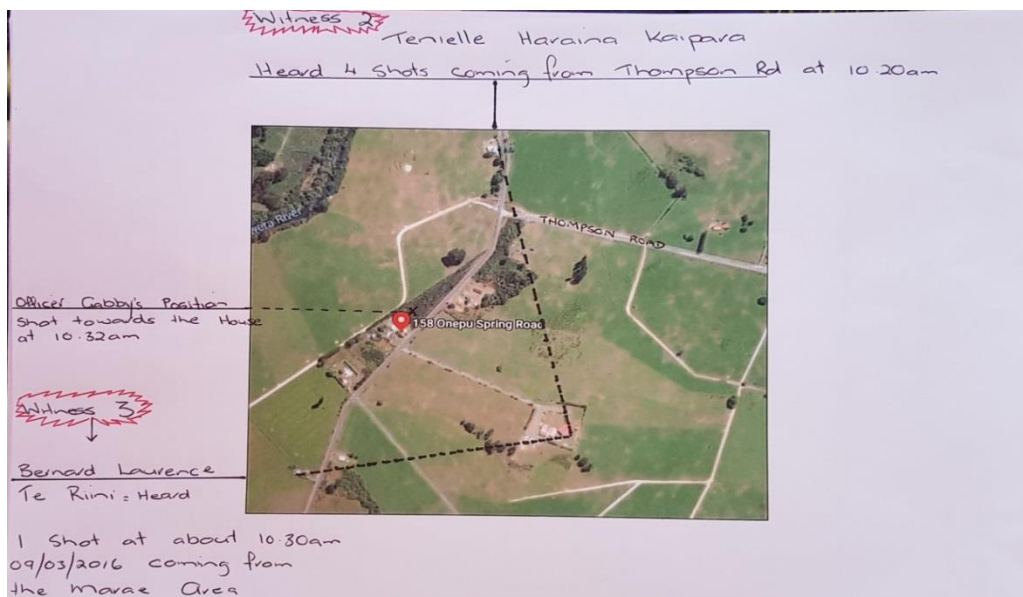 Witness 2
Tenielle Haraina Kaipara
Heard 4 Shots coming from Thompson Rd at 10.20am
THOMPSON ROAD
Officer Gabby's Position
Shot towards the House
at 10.32am
158 Onepu Spring Road
Witness 3
Bernard Laurence
Te Riini = Heard
1 Shot at about 10.30am
09/03/2016 coming from
the Marae Area